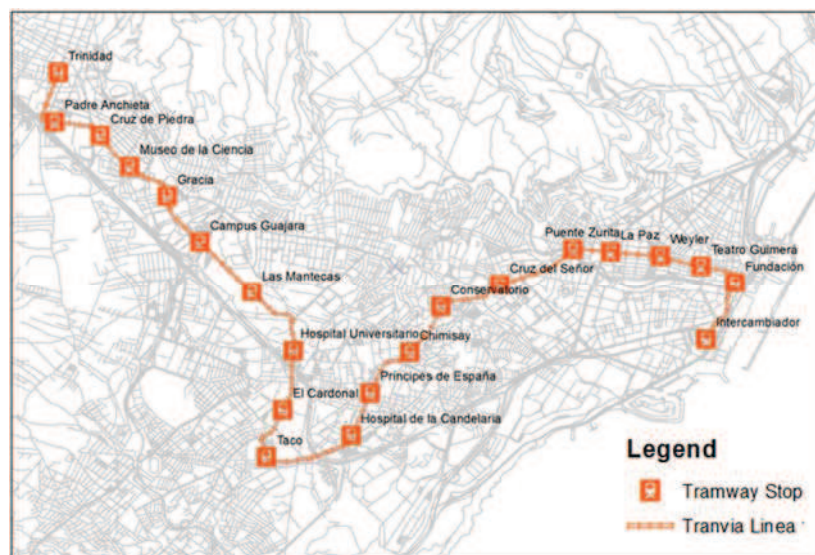 Trinidad
Padre Anchieta
Cruz de Piedra
Museo de la Ciencia
Gracia
Campus Guajara
Las Mantecas
Hospital Universitario
El Cardonal
Taco
Hospital de la Candelaria
Principes de España
Chimisay
Conservatorio
Cruz del Señor
Puente Zurita
La Paz
Weyler
Teatro Guimera
Fundación
Intercambiador
Legend
Tramway Stop
Tranvia Linea